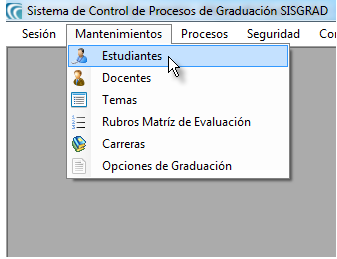 Sistema de Control de Procesos de Graduación SISGRAD
Sesión Mantenimientos Procesos Seguridad
Estudiantes
Docentes
Temas
Rubros Matríz de Evaluación
Carreras
Opciones de Graduación